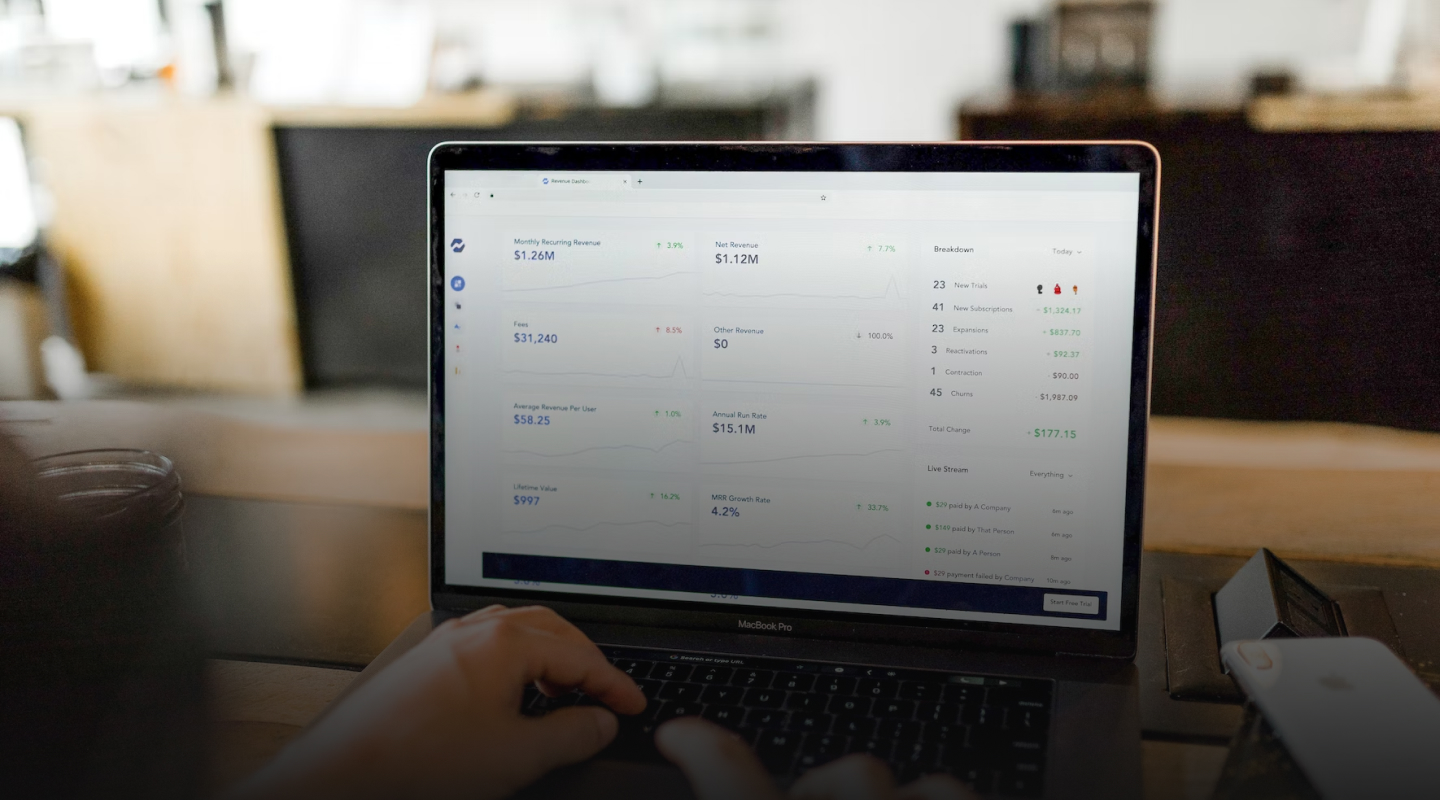 Revenue Dashbo
Monthly Recurring Revenue
$1.26M
3.9%
Net Revenue
$1.12M
7.7%
Fees
$31,240
8.5%
Other Revenue
$0
100.0%
Average Revenue Per User
$58.25
1.0%
Annual Run Rate
$15.1M
3.9%
Lifetime Value
$997
16.2%
MRR Growth Rate
4.2%
33.7%
Breakdown Today
23 New Trials
41 New Subscriptions + $1,324.17
23 Expansions + $837.70
3 Reactivations + $92.37
1 Contraction - $90.00
45 Churns - $1,987.09
Total Change + $177.15
Live Stream Everything
$29 paid by A Company
$149 paid by That Person 6m ago
$29 paid by A Person 8m ago
$29 payment failed by Company 10m ago
Start Free Trial
MacBook Pro
Search or type URL